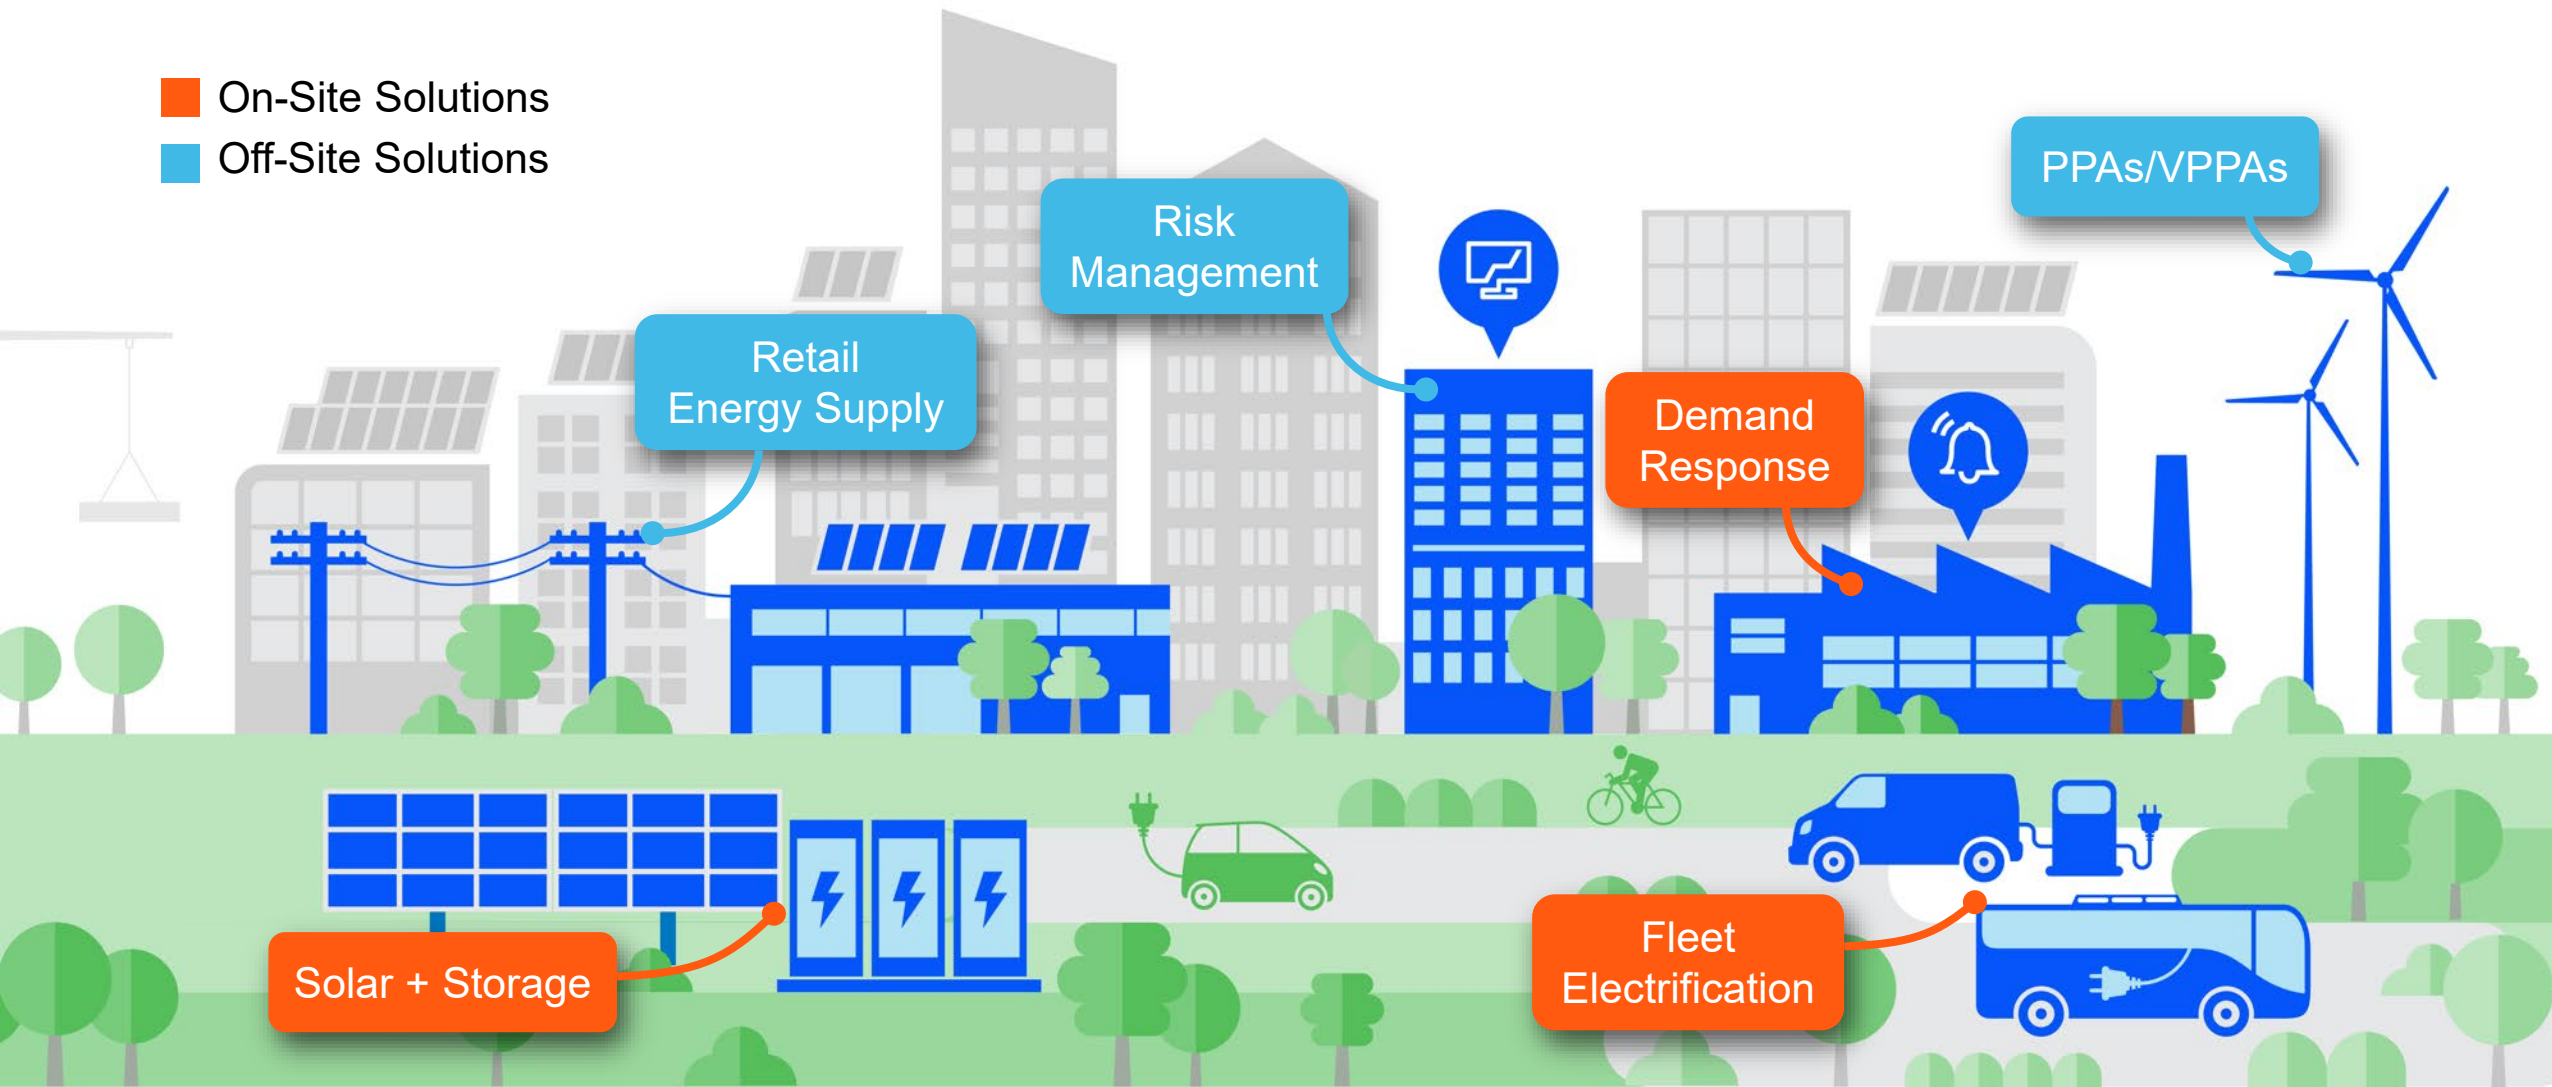 On-Site Solutions
Off-Site Solutions
PPAs/VPPAs
Risk
Management
Retail
Energy Supply
Demand
Response
Fleet
Electrification
Solar + Storage